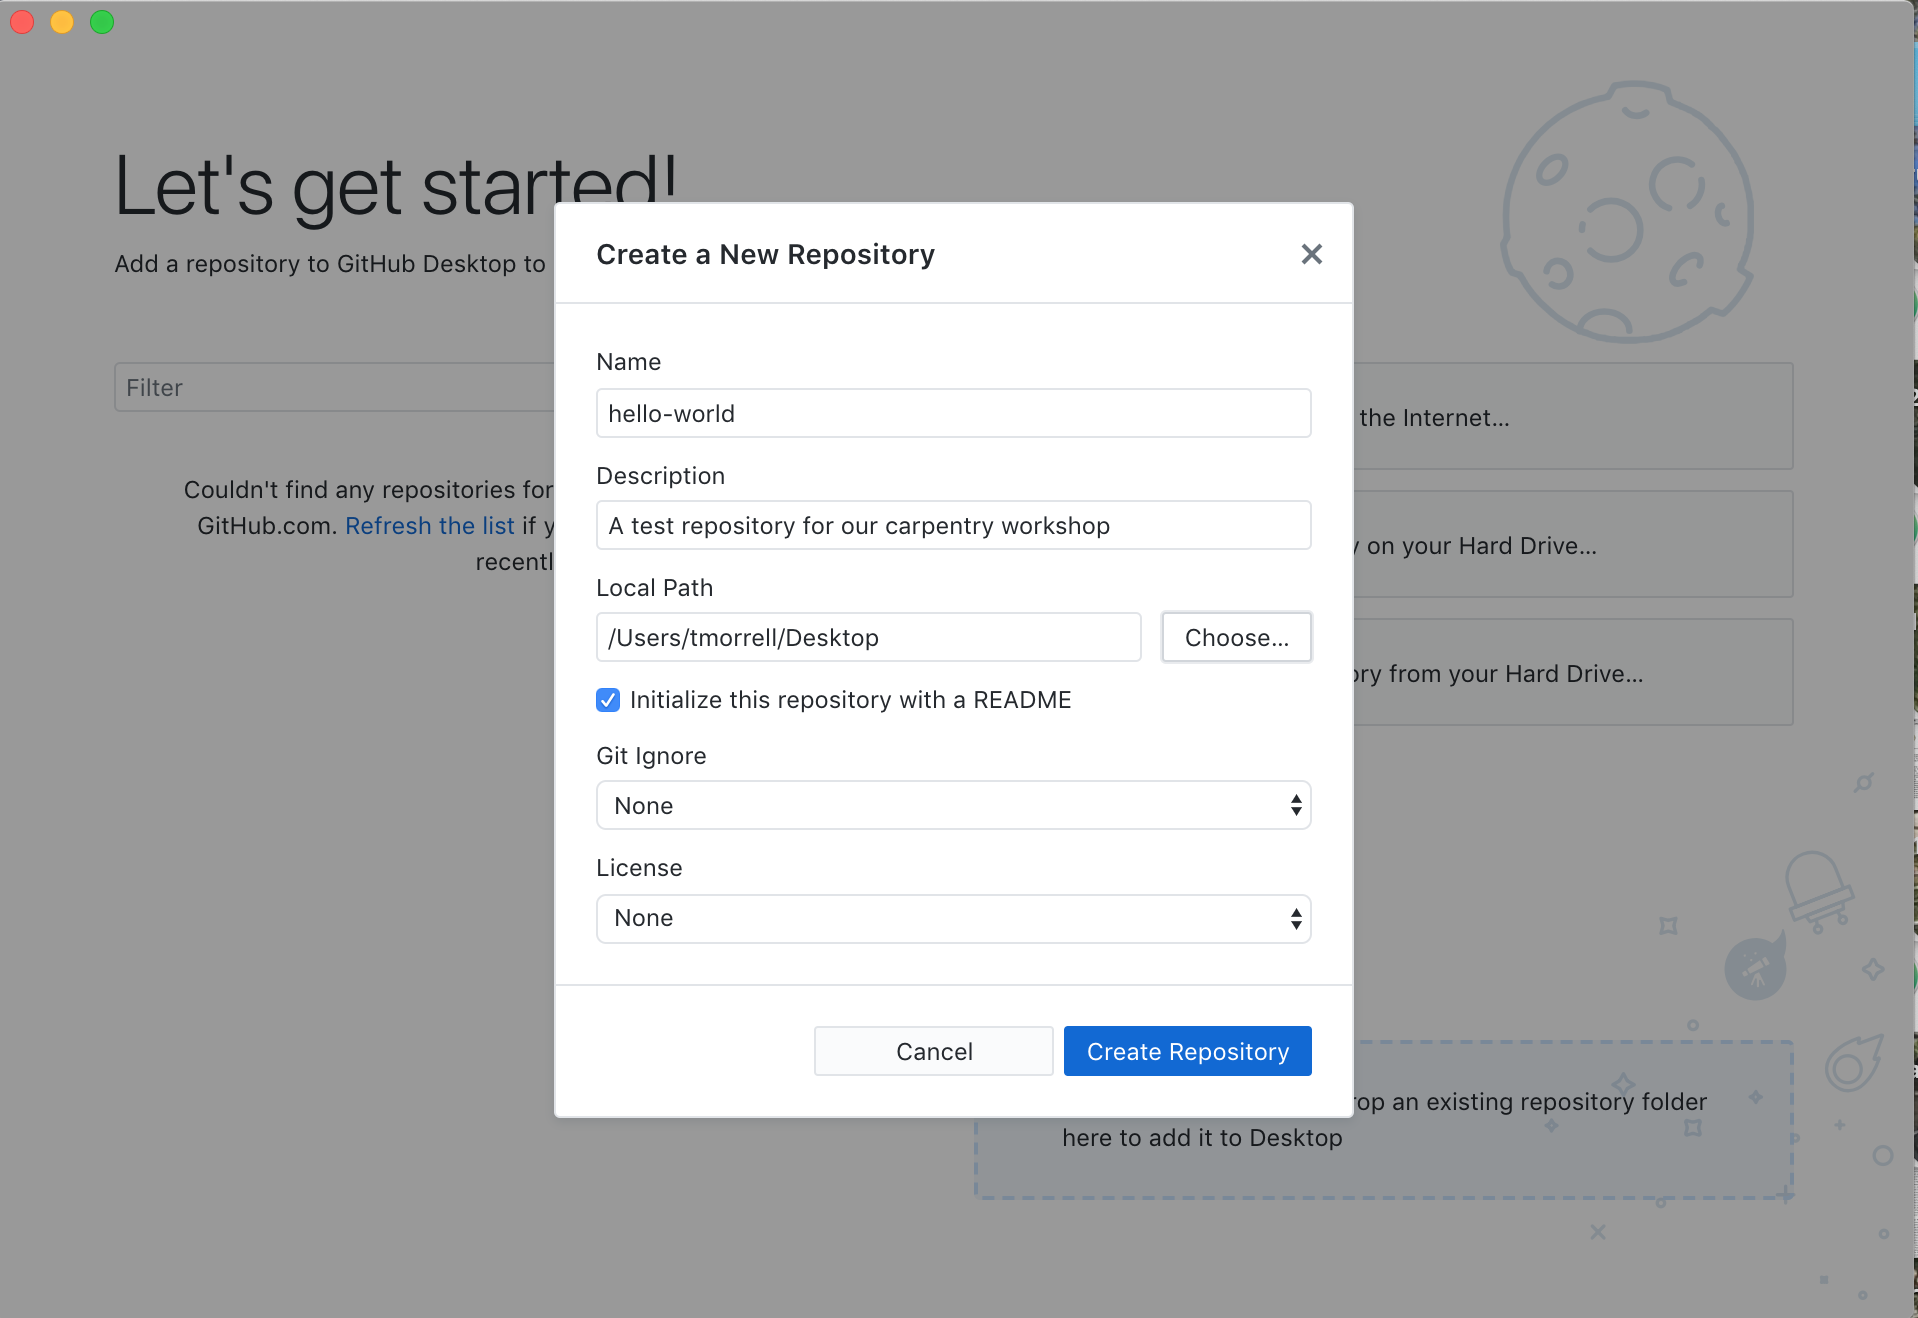 Let's get started!
Add a repository to GitHub Desktop to
Filter
Couldn't find any repositories for
GitHub.com. Refresh the list if
recentl
Create a New Repository
Name
hello-world
Description
A test repository for our carpentry workshop
Local Path
/Users/tmorrell/Desktop
Choose...
Initialize this repository with a README
Git Ignore
None
License
None
Cancel
Create Repository
the Internet...
on your Hard Drive...
ory from your Hard Drive...
rop an existing repository folder
here to add it to Desktop